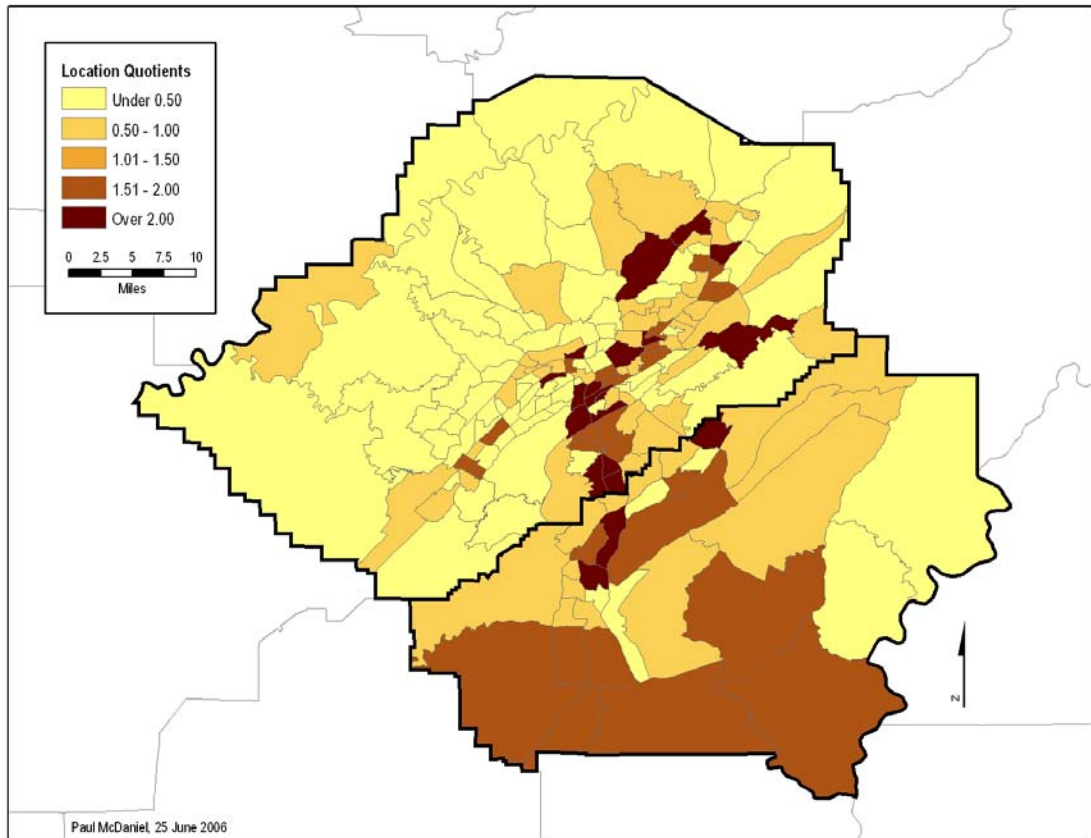 Location Quotients
Under 0.50
0.50 - 1.00
1.01 - 1.50
1.51 - 2.00
Over 2.00
0 2.5 5 7.5 10
Miles
N
Paul McDaniel, 25 June 2006